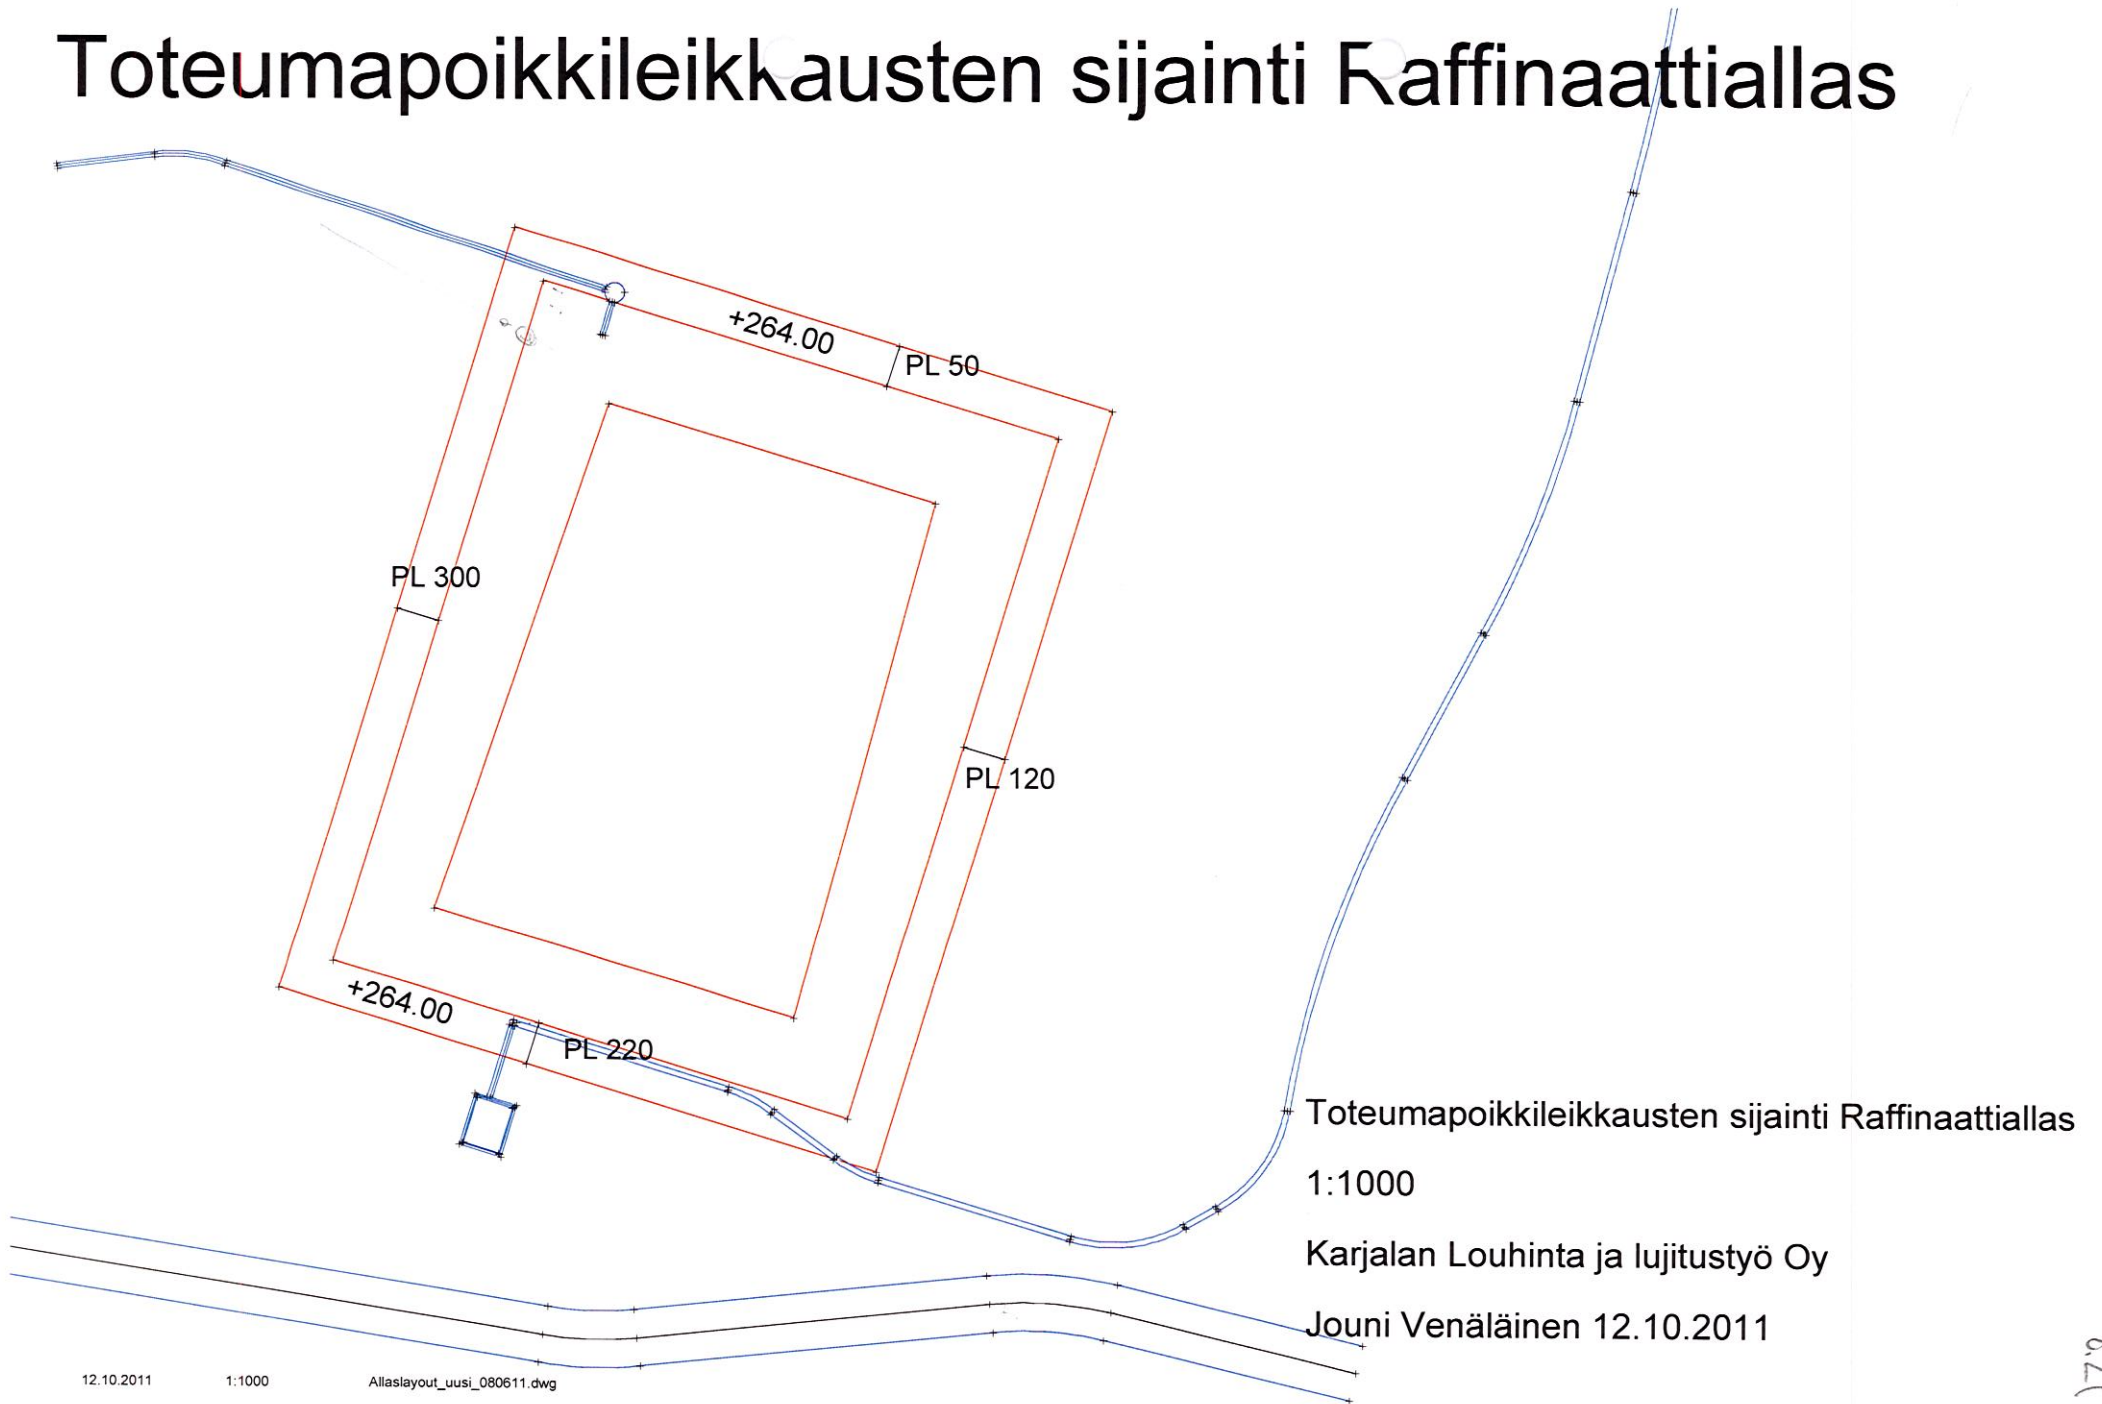 Toteumapoikkileikkausten sijainti Raffinaattiallas
+264.00
PL 50
PL 300
PL 120
+264.00
PL 220
Toteumapoikkileikkausten sijainti Raffinaattiallas
1:1000
Karjalan Louhinta ja lujitustyö Oy
Jouni Venäläinen 12.10.2011
12.10.2011 1:1000 Allaslayout_uusi_080611.dwg